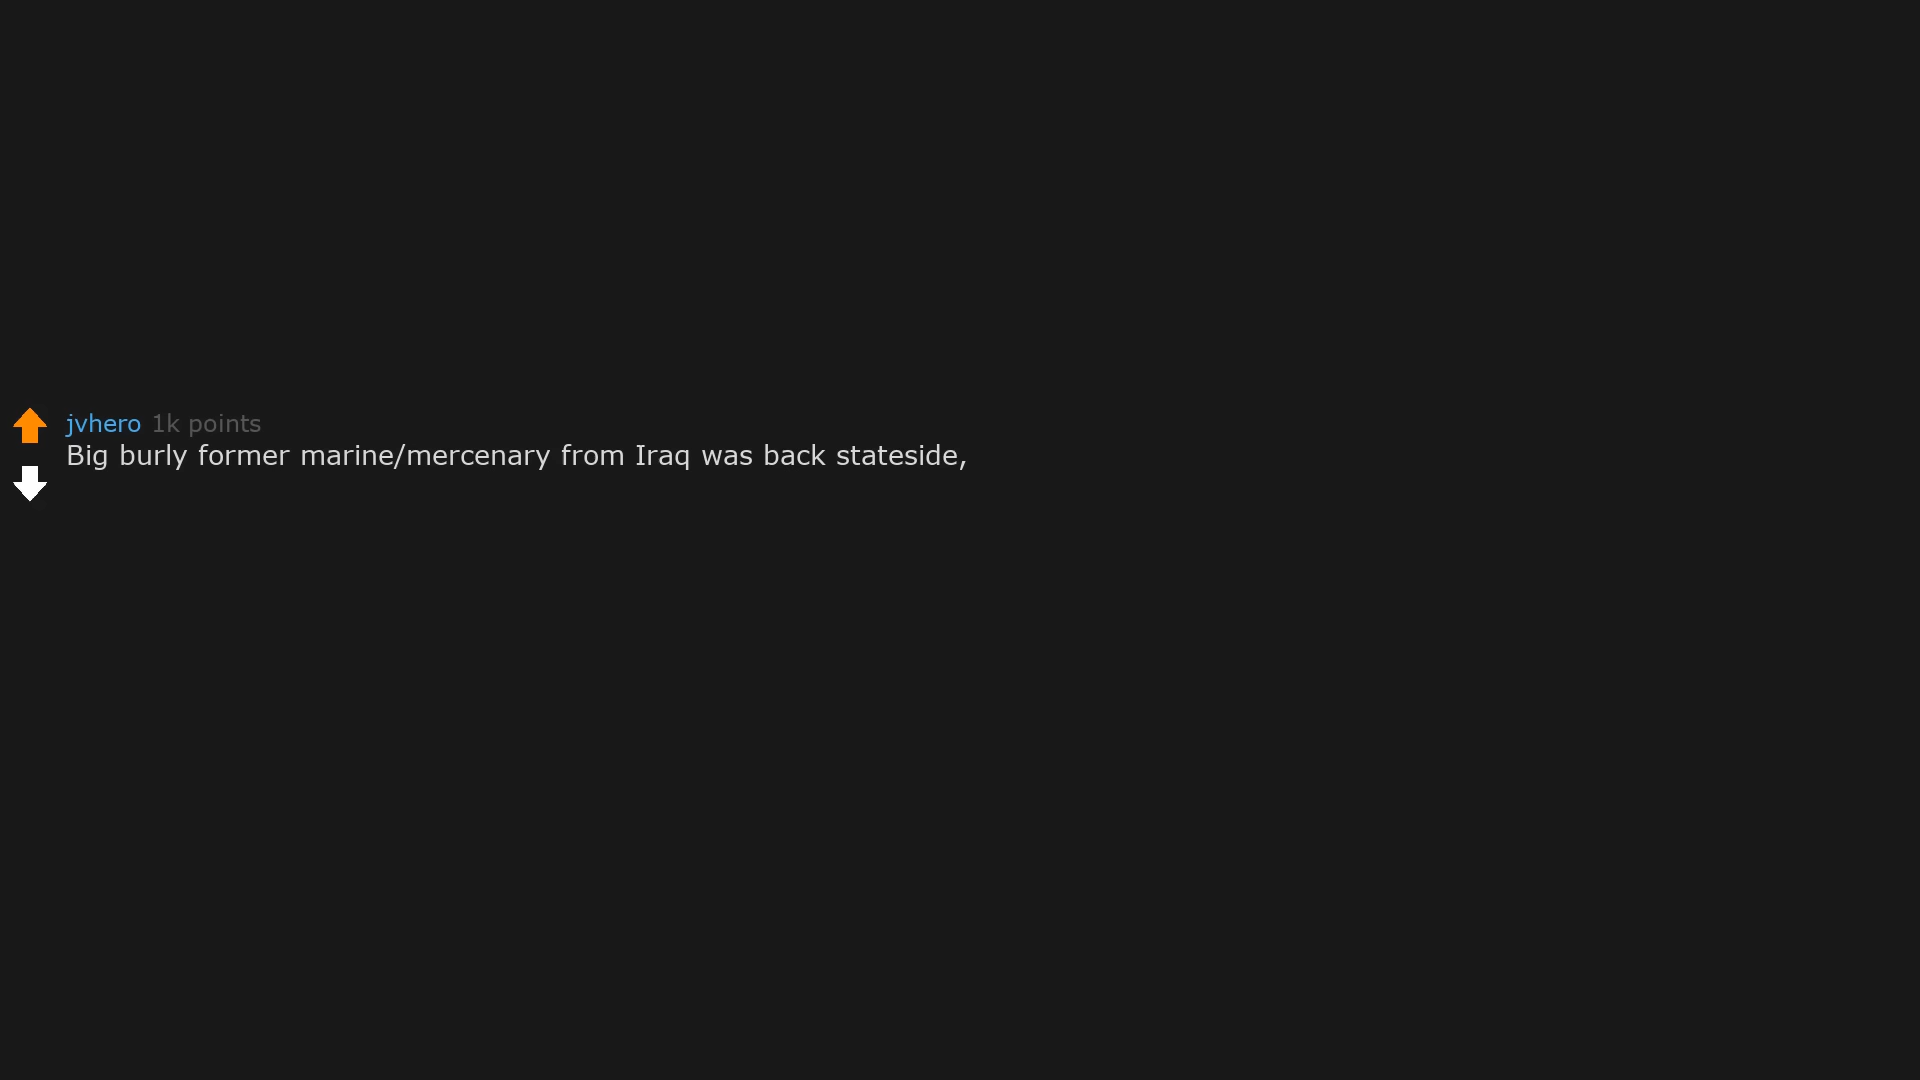 jvhero 1k points
Big burly former marine/mercenary from Iraq was back stateside,